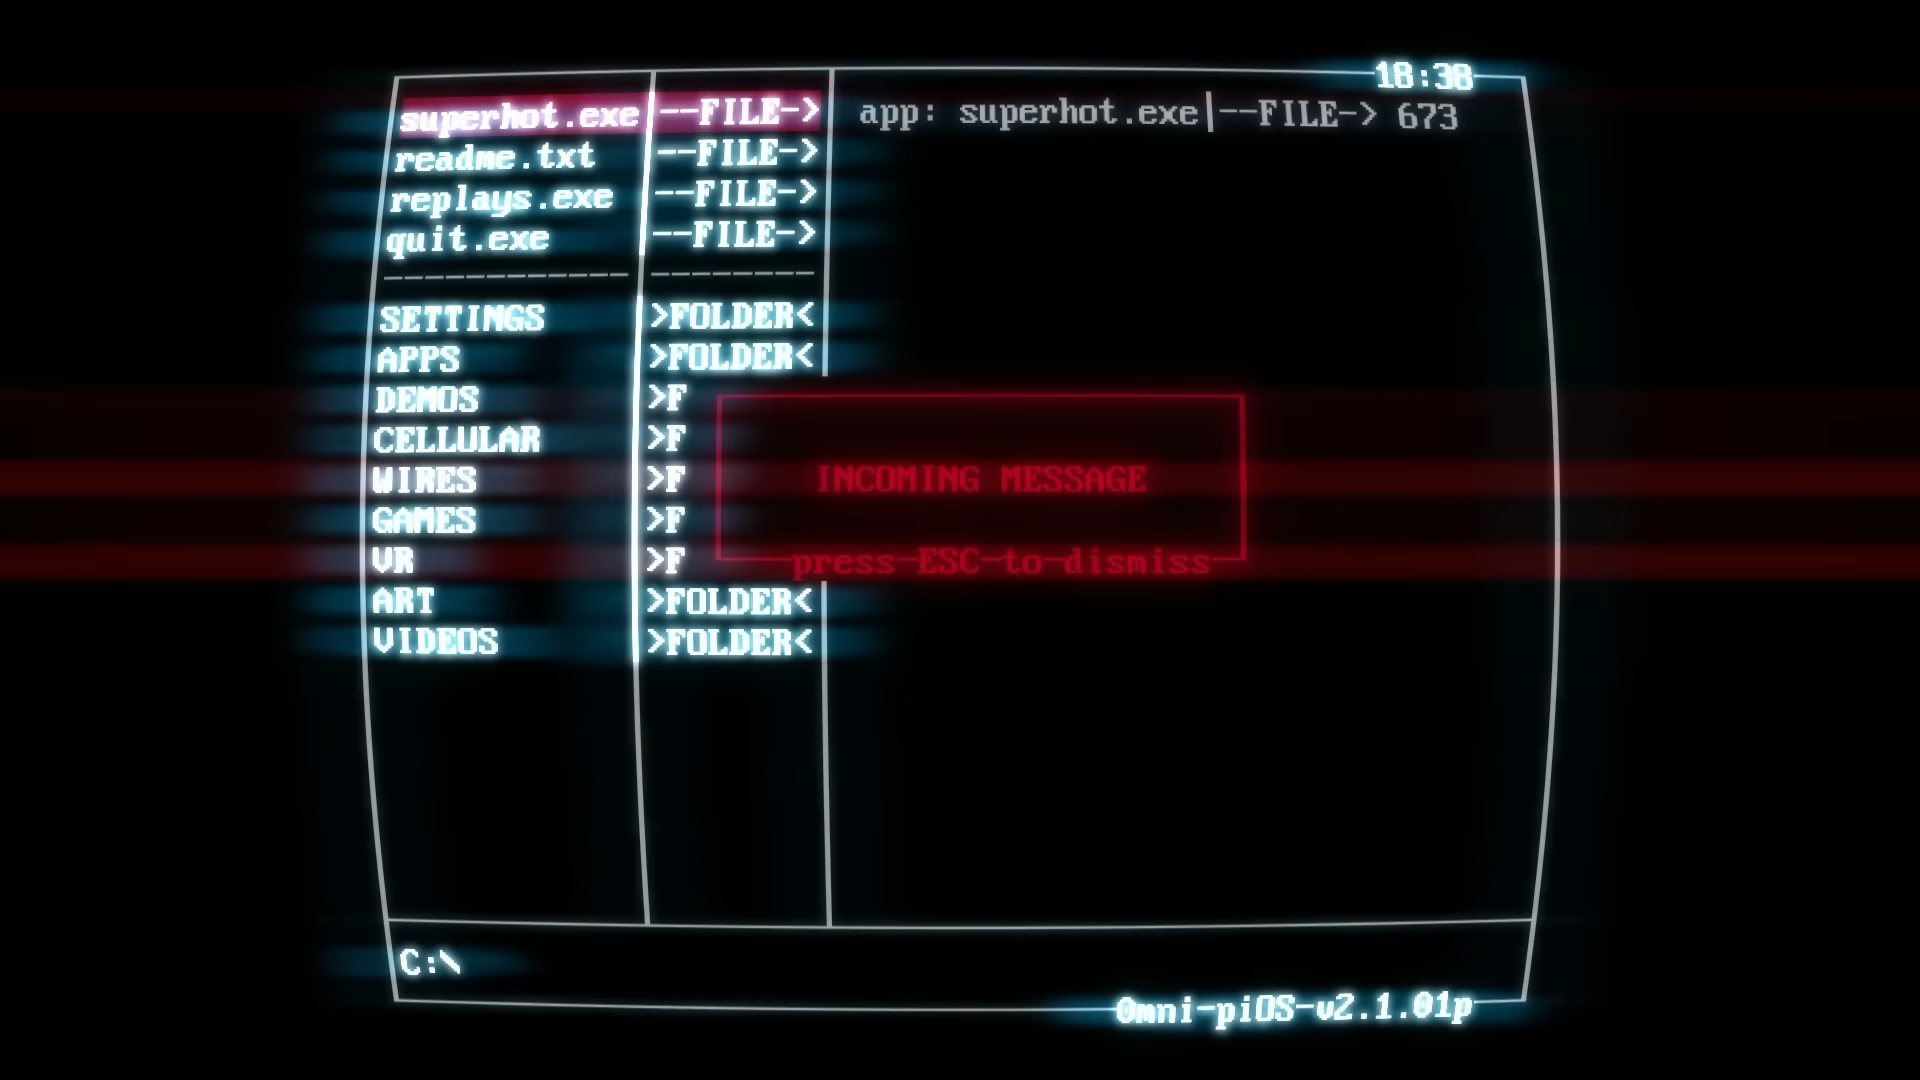 18:38
superhot.exe --FILE-> app: superhot.exe|--FILE-> 673
readme.txt --FILE->
replays.exe --FILE->
quit.exe --FILE->
------------- --------
SETTINGS >FOLDER<
APPS >FOLDER<
DEMOS >F
CELLULAR >F
WIRES >F
INCOMING MESSAGE
GAMES >F
VR >F
press-ESC-to-dismiss
ART >FOLDER<
VIDEOS >FOLDER<
C:\
0mni-piOS-v2.1.01p